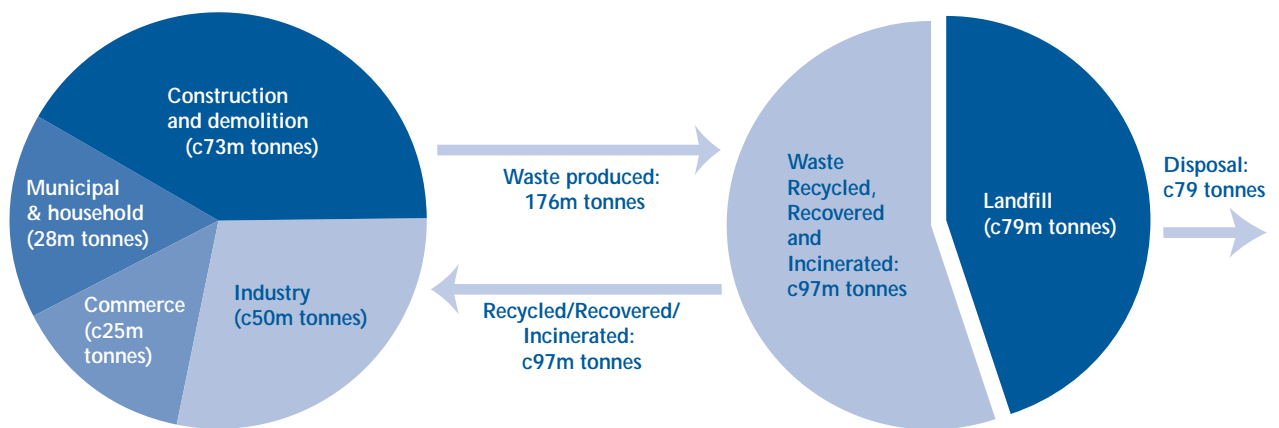 Construction
and demolition
(c73m tonnes)
Municipal
& household
(28m tonnes)
Commerce
(c25m
tonnes)
Industry
(c50m tonnes)
Waste produced:
176m tonnes
Recycled/Recovered/
Incinerated:
c97m tonnes
Waste
Recycled,
Recovered
and
Incinerated:
c97m tonnes
Landfill
(c79m tonnes)
Disposal:
c79 tonnes